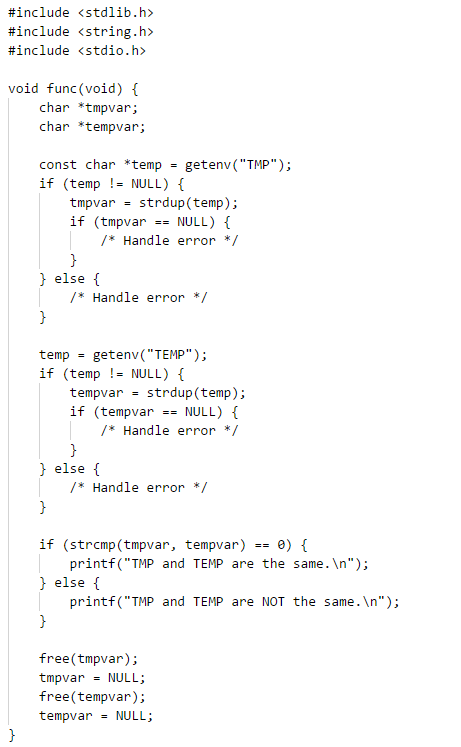 #include <stdlib.h>
#include <string.h>
#include <stdio.h>

void func(void) {
    char *tmpvar;
    char *tempvar;

    const char *temp = getenv("TMP");
    if (temp != NULL) {
        tmpvar = strdup(temp);
        if (tmpvar == NULL) {
            /* Handle error */
        }
    } else {
        /* Handle error */
    }

    temp = getenv("TEMP");
    if (temp != NULL) {
        tempvar = strdup(temp);
        if (tempvar == NULL) {
            /* Handle error */
        }
    } else {
        /* Handle error */
    }

    if (strcmp(tmpvar, tempvar) == 0) {
        printf("TMP and TEMP are the same.\n");
    } else {
        printf("TMP and TEMP are NOT the same.\n");
    }

    free(tmpvar);
    tmpvar = NULL;
    free(tempvar);
    tempvar = NULL;
}